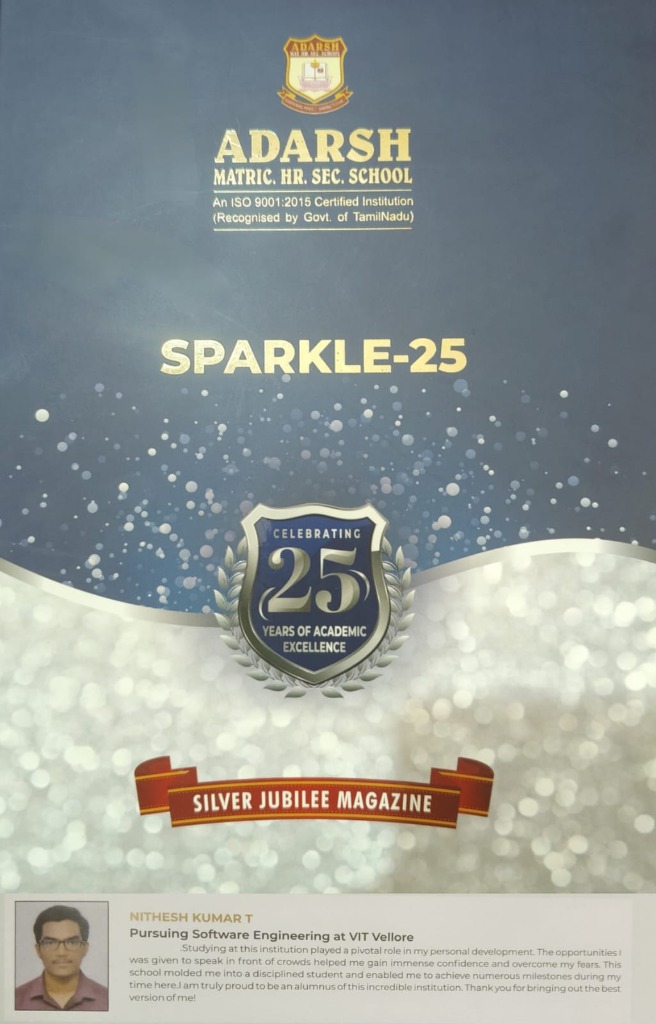 ADARSH
MAT. HR. SEC. SCHOOL
ADARSH
MATRIC. HR. SEC. SCHOOL
An ISO 9001:2015 Certified Institution
(Recognised by Govt. of TamilNadu)
SPARKLE-25
CELEBRATING
25
YEARS OF ACADEMIC
EXCELLENCE
SILVER JUBILEE MAGAZINE
NITHESH KUMAR T
Pursuing Software Engineering at VIT Vellore
.Studying at this institution played a pivotal role in my personal development. The opportunities I
was given to speak in front of crowds helped me gain immense confidence and overcome my fears. This
school molded me into a disciplined student and enabled me to achieve numerous milestones during my
time here.I am truly proud to be an alumnus of this incredible institution. Thank you for bringing out the best
version of me!